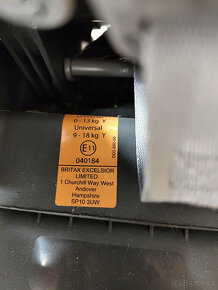 0 - 13 kg Y
Universal
9 - 18 kg Y
E11
040184
BRITAX EXCELSIOR
LIMITED
1 Churchill Way West
Andover
Hampshire
SP10 3UW